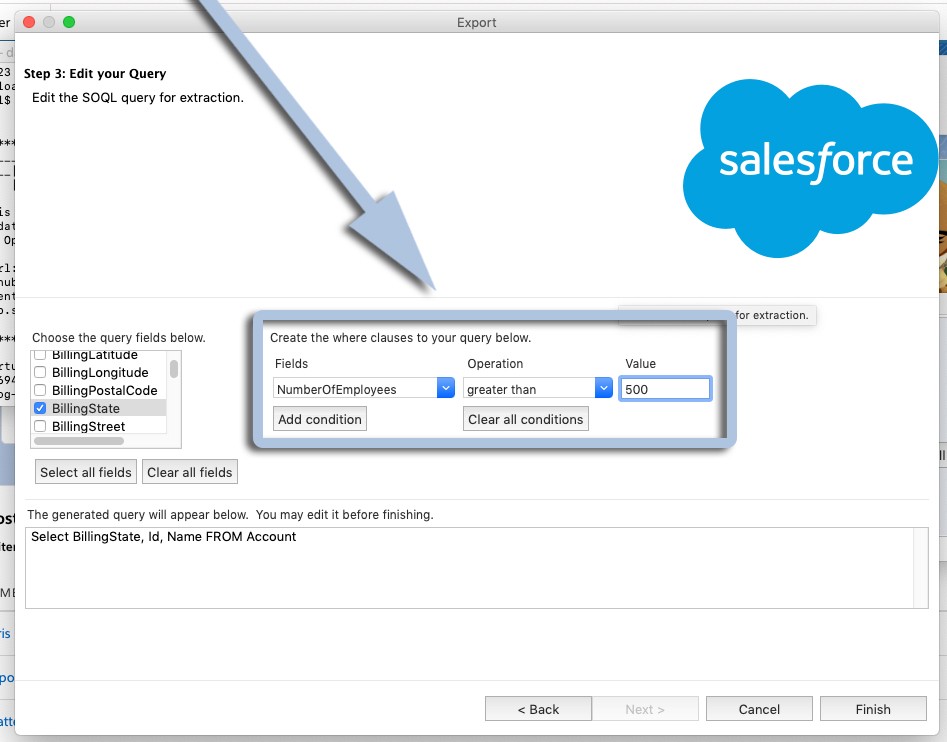 Export
Step 3: Edit your Query
Edit the SOQL query for extraction.
salesforce
for extraction.
Choose the query fields below.
BillingLatitude
BillingLongitude
BillingPostalCode
BillingState
BillingStreet
Select all fields Clear all fields
Create the where clauses to your query below.
Fields Operation Value
NumberOfEmployees greater than 500
Add condition Clear all conditions
The generated query will appear below.  You may edit it before finishing.
Select BillingState, Id, Name FROM Account
< Back Next > Cancel Finish